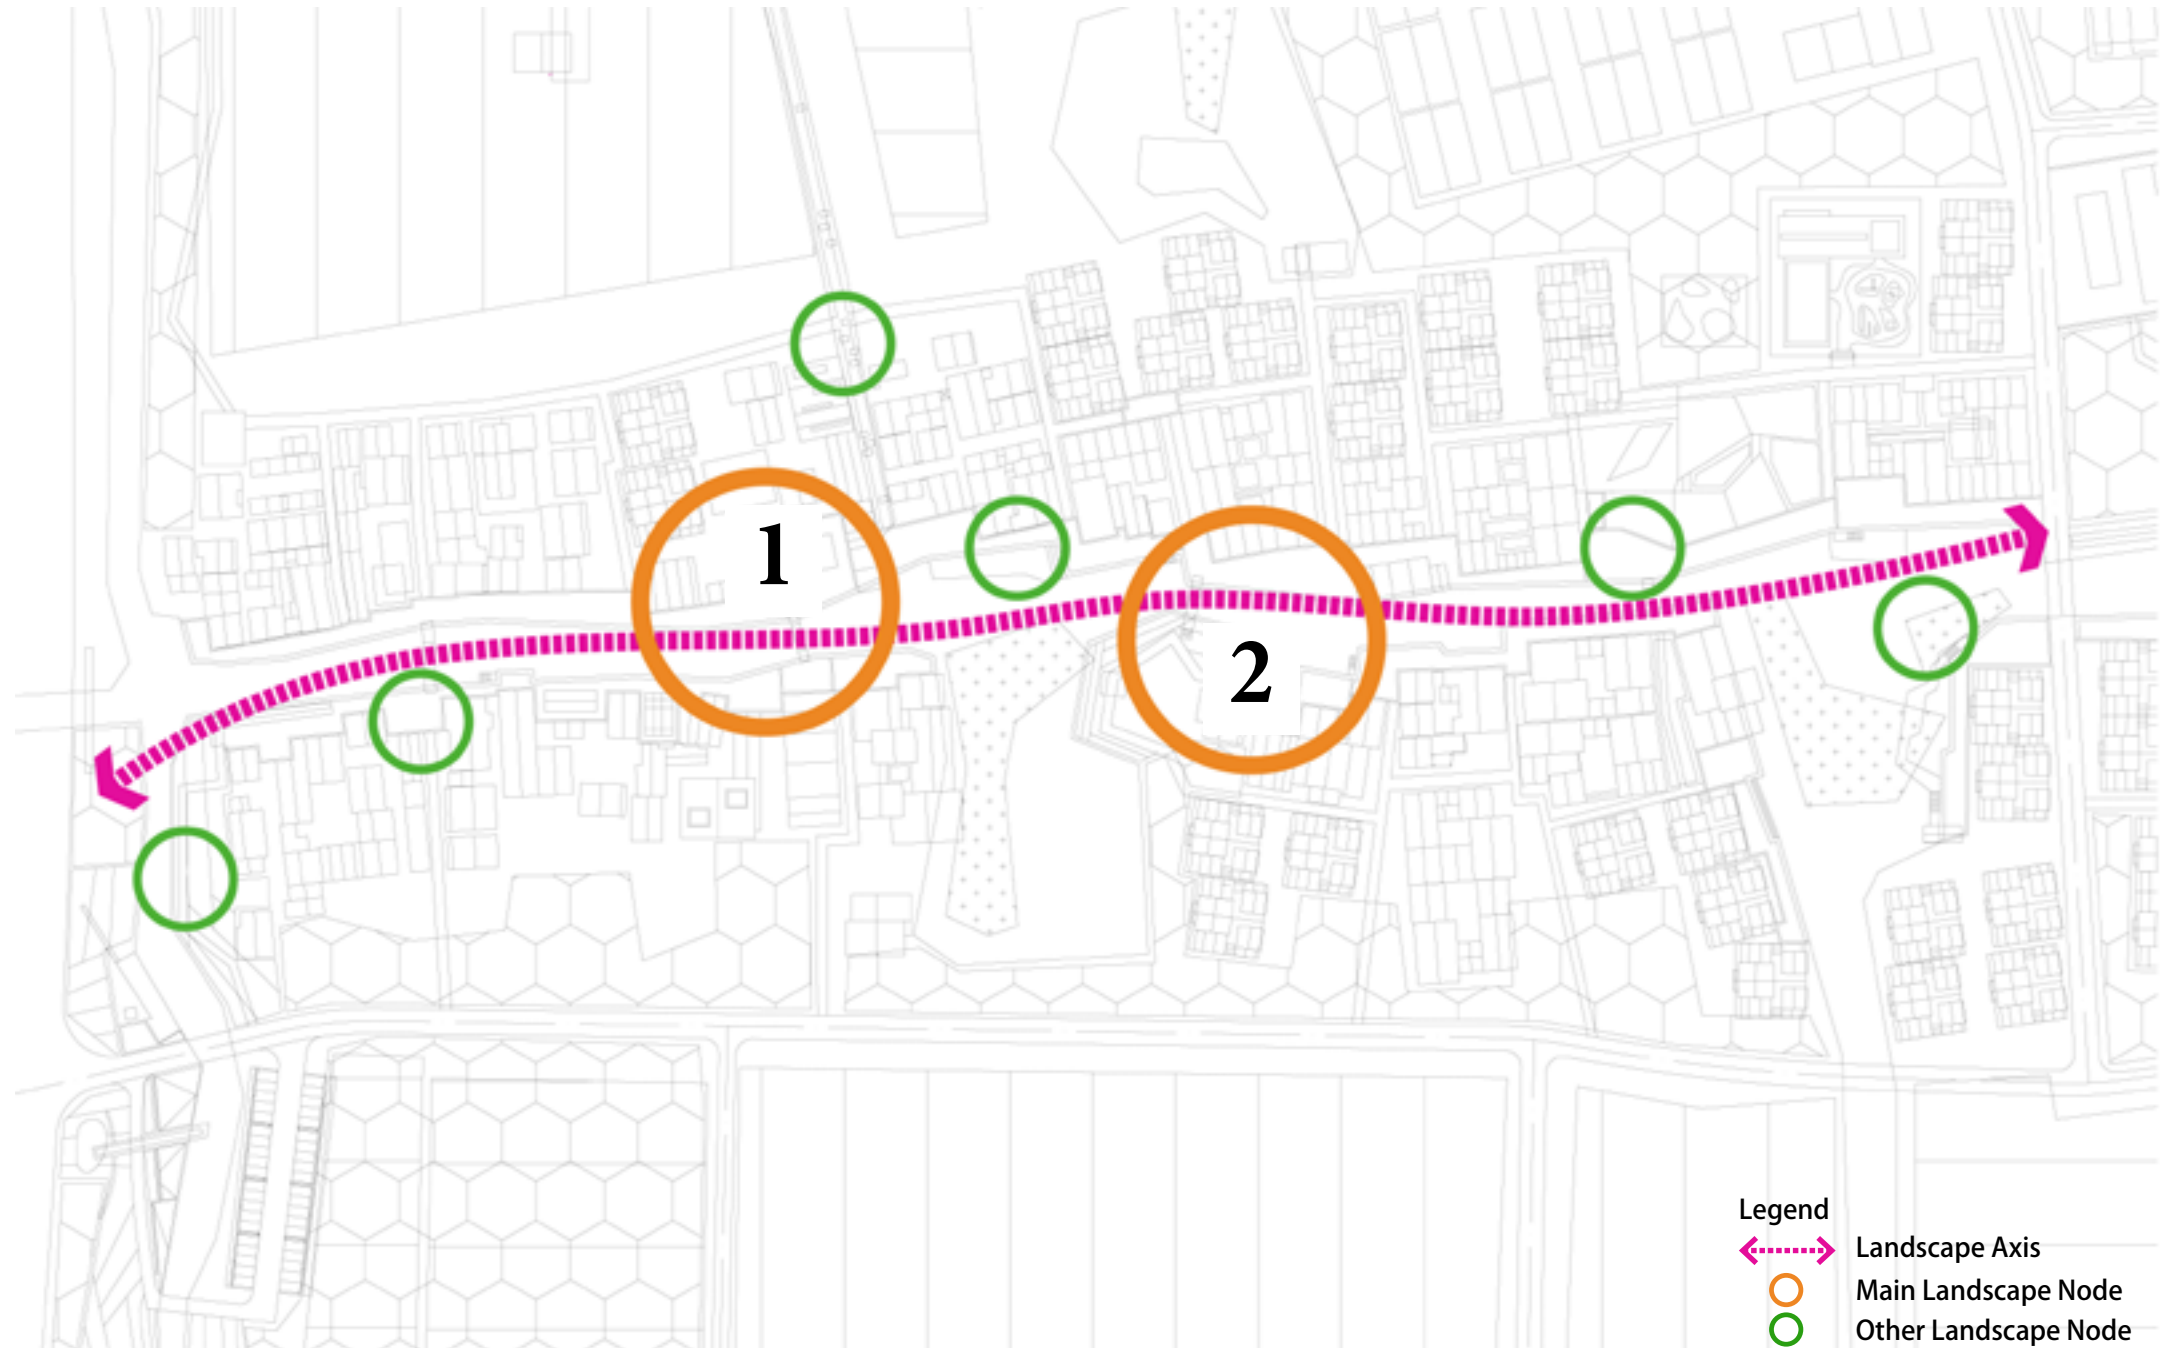 1
2
Legend
Landscape Axis
Main Landscape Node
Other Landscape Node